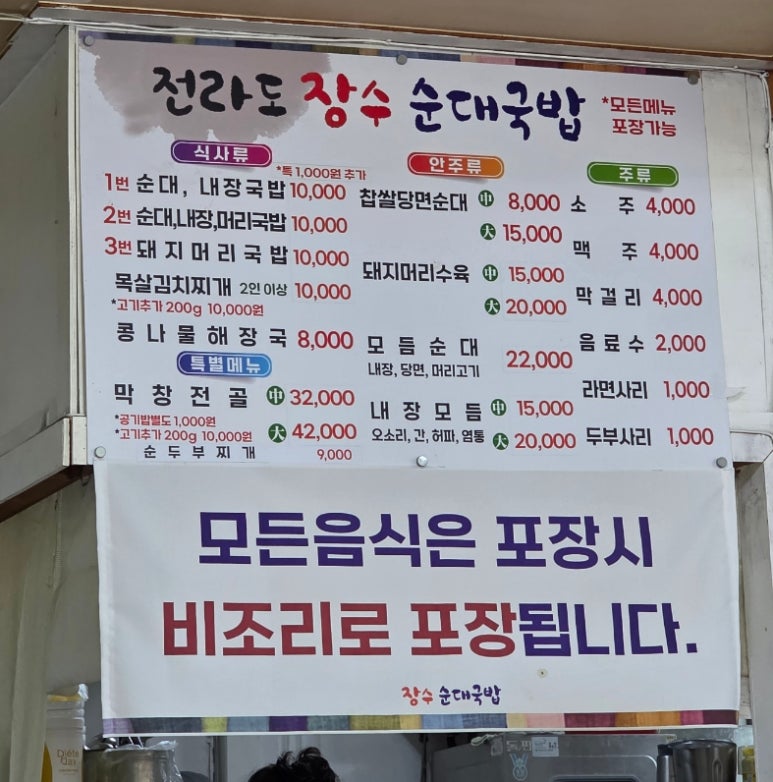 전라도 장수 순대국밥
*모든메뉴
포장가능
식사류
*특 1,000원 추가
1번 순대, 내장국밥 10,000
2번 순대,내장,머리국밥 10,000
3번 돼지머리국밥 10,000
목살김치찌개 2인 이상 10,000
*고기추가 200g 10,000원
콩나물해장국 8,000
특별메뉴
막창전골 中 32,000
*공기밥별도 1,000원
大 42,000
*고기추가 200g 10,000원
순두부찌개 9,000
안주류
찹쌀당면순대 中 8,000
大 15,000
돼지머리수육 中 15,000
大 20,000
모듬순대 22,000
내장, 당면, 머리고기
내장모듬 中 15,000
오소리, 간, 허파, 염통 大 20,000
주류
소주 4,000
맥주 4,000
막걸리 4,000
음료수 2,000
라면사리 1,000
두부사리 1,000
모든음식은 포장시
비조리로 포장됩니다.
장수 순대국밥